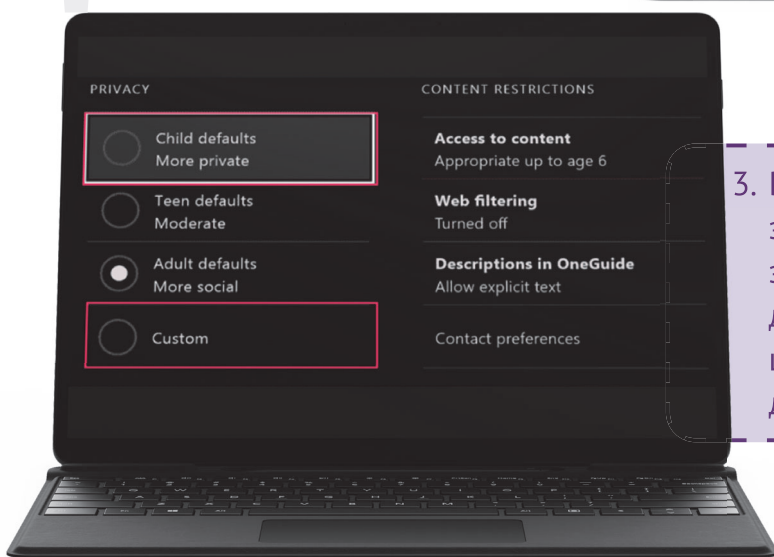 PRIVACY
Child defaults
More private
Teen defaults
Moderate
Adult defaults
More social
Custom
CONTENT RESTRICTIONS
Access to content
Appropriate up to age 6
Web filtering
Turned off
Descriptions in OneGuide
Allow explicit text
Contact preferences
3.